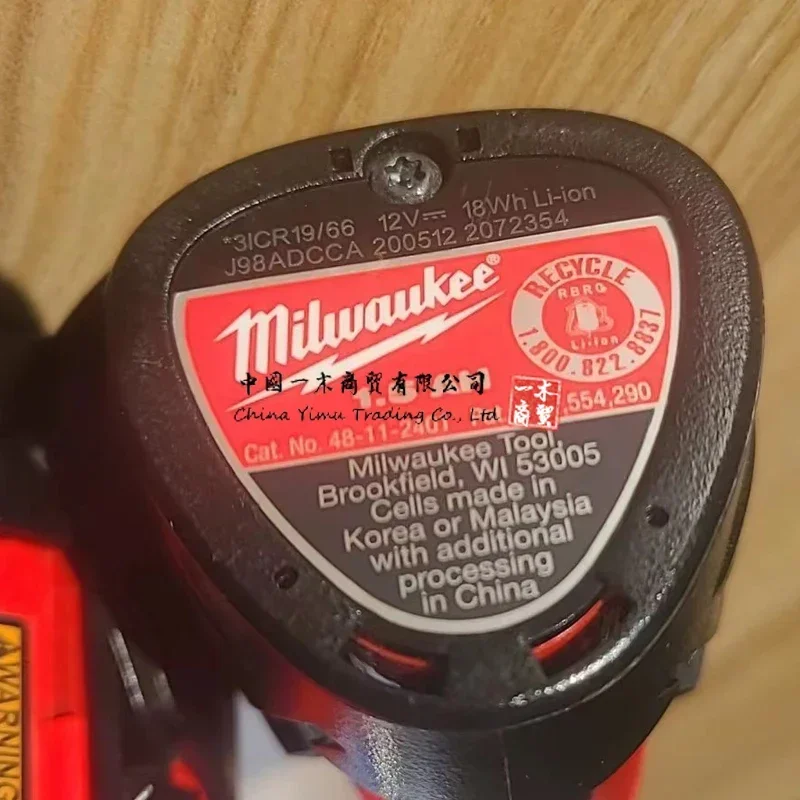 *3ICR19/66 12V⎓ 18Wh Li-ion
J98ADCCA 200512 2072354
Milwaukee®
RECYCLE
RBRC
Li-ion
1.800.822.8837
中國一木商貿有限公司
China Yimu Trading Co., Ltd
一木
商贸
Cat. No. 48-11-2401
,554,290
Milwaukee Tool,
Brookfield, WI 53005
Cells made in
Korea or Malaysia
with additional
processing
in China
WARNING